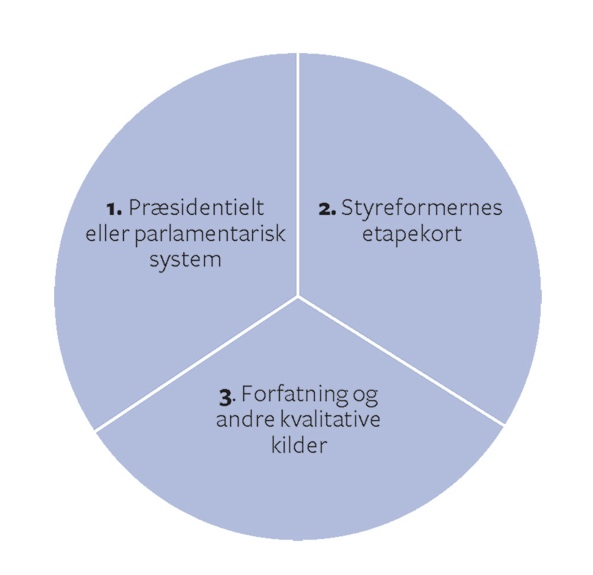 1. Præsidentielt
eller parlamentarisk
system
2. Styreformernes
etapekort
3. Forfatning og
andre kvalitative
kilder